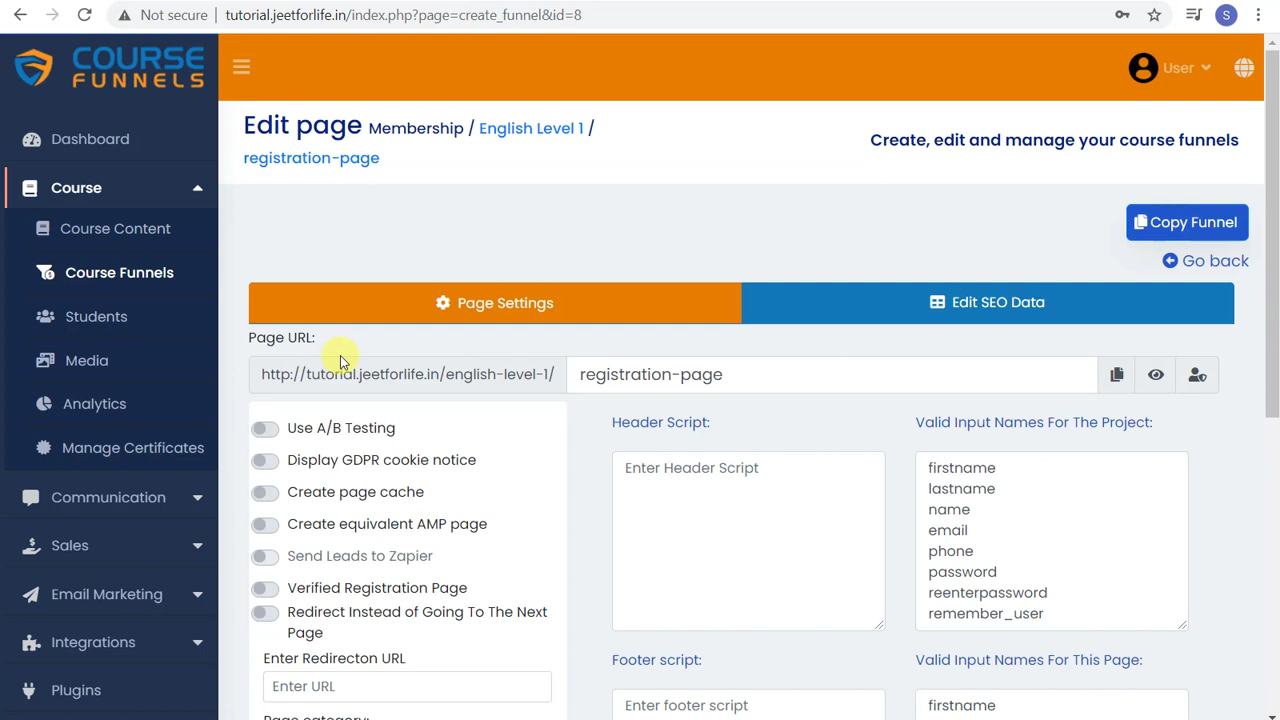 Not secure
tutorial.jeetforlife.in/index.php?page=create_funnel&id=8
S
COURSE
FUNNELS
User
Dashboard
Course
Course Content
Course Funnels
Students
Media
Analytics
Manage Certificates
Communication
Sales
Email Marketing
Integrations
Plugins
Edit page Membership / English Level 1 /
registration-page
Create, edit and manage your course funnels
Copy Funnel
Go back
Page Settings
Edit SEO Data
Page URL:
http://tutorial.jeetforlife.in/english-level-1/
registration-page
Use A/B Testing
Display GDPR cookie notice
Create page cache
Create equivalent AMP page
Send Leads to Zapier
Verified Registration Page
Redirect Instead of Going To The Next
Page
Enter Redirecton URL
Enter URL
Page category:
Header Script:
Enter Header Script
Footer script:
Enter footer script
Valid Input Names For The Project:
firstname
lastname
name
email
phone
password
reenterpassword
remember_user
Valid Input Names For This Page:
firstname